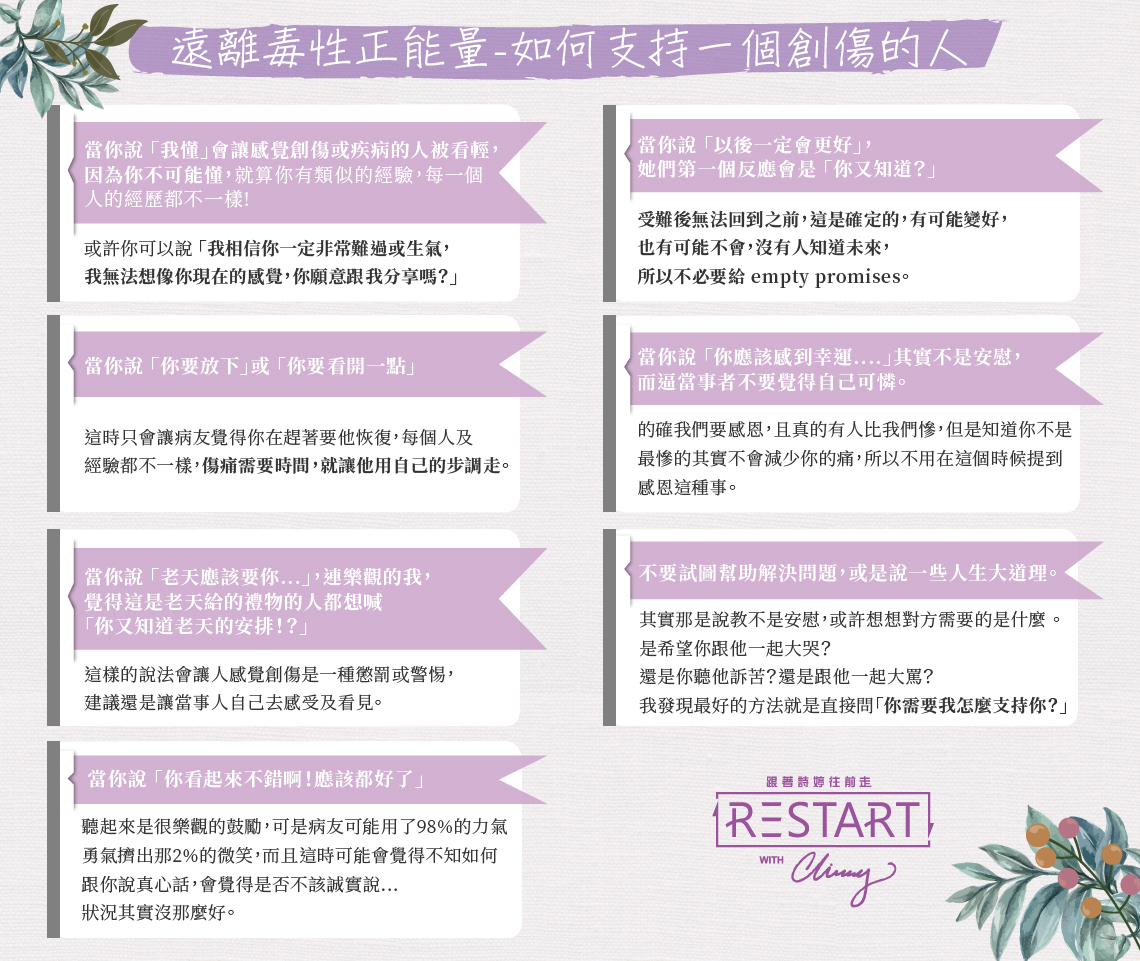 遠離毒性正能量-如何支持一個創傷的人
當你說「我懂」會讓感覺創傷或疾病的人被看輕，
因為你不可能懂，就算你有類似的經驗，每一個
人的經歷都不一樣!
或許你可以說「我相信你一定非常難過或生氣，
我無法想像你現在的感覺，你願意跟我分享嗎？」
當你說「你要放下」或「你要看開一點」
這時只會讓病友覺得你在趕著要他恢復，每個人及
經驗都不一樣，傷痛需要時間，就讓他用自己的步調走。
當你說「老天應該要你...」，連樂觀的我，
覺得這是老天給的禮物的人都想喊
「你又知道老天的安排！？」
這樣的說法會讓人感覺創傷是一種懲罰或警惕，
建議還是讓當事人自己去感受及看見。
當你說「你看起來不錯啊！應該都好了」
聽起來是很樂觀的鼓勵，可是病友可能用了98%的力氣
勇氣擠出那2%的微笑，而且這時可能會覺得不知如何
跟你說真心話，會覺得是否不該誠實說...
狀況其實沒那麼好。
當你說「以後一定會更好」，
她們第一個反應會是「你又知道？」
受難後無法回到之前，這是確定的，有可能變好，
也有可能不會，沒有人知道未來，
所以不必要給 empty promises。
當你說「你應該感到幸運....」其實不是安慰，
而逼當事者不要覺得自己可憐。
的確我們要感恩，且真的有人比我們慘，但是知道你不是
最慘的其實不會減少你的痛，所以不用在這個時候提到
感恩這種事。
不要試圖幫助解決問題，或是說一些人生大道理。
其實那是說教不是安慰，或許想想對方需要的是什麼 。
是希望你跟他一起大哭？
還是你聽他訴苦？還是跟他一起大罵？
我發現最好的方法就是直接問「你需要我怎麼支持你？」
跟著詩婷往前走
RESTART
WITH